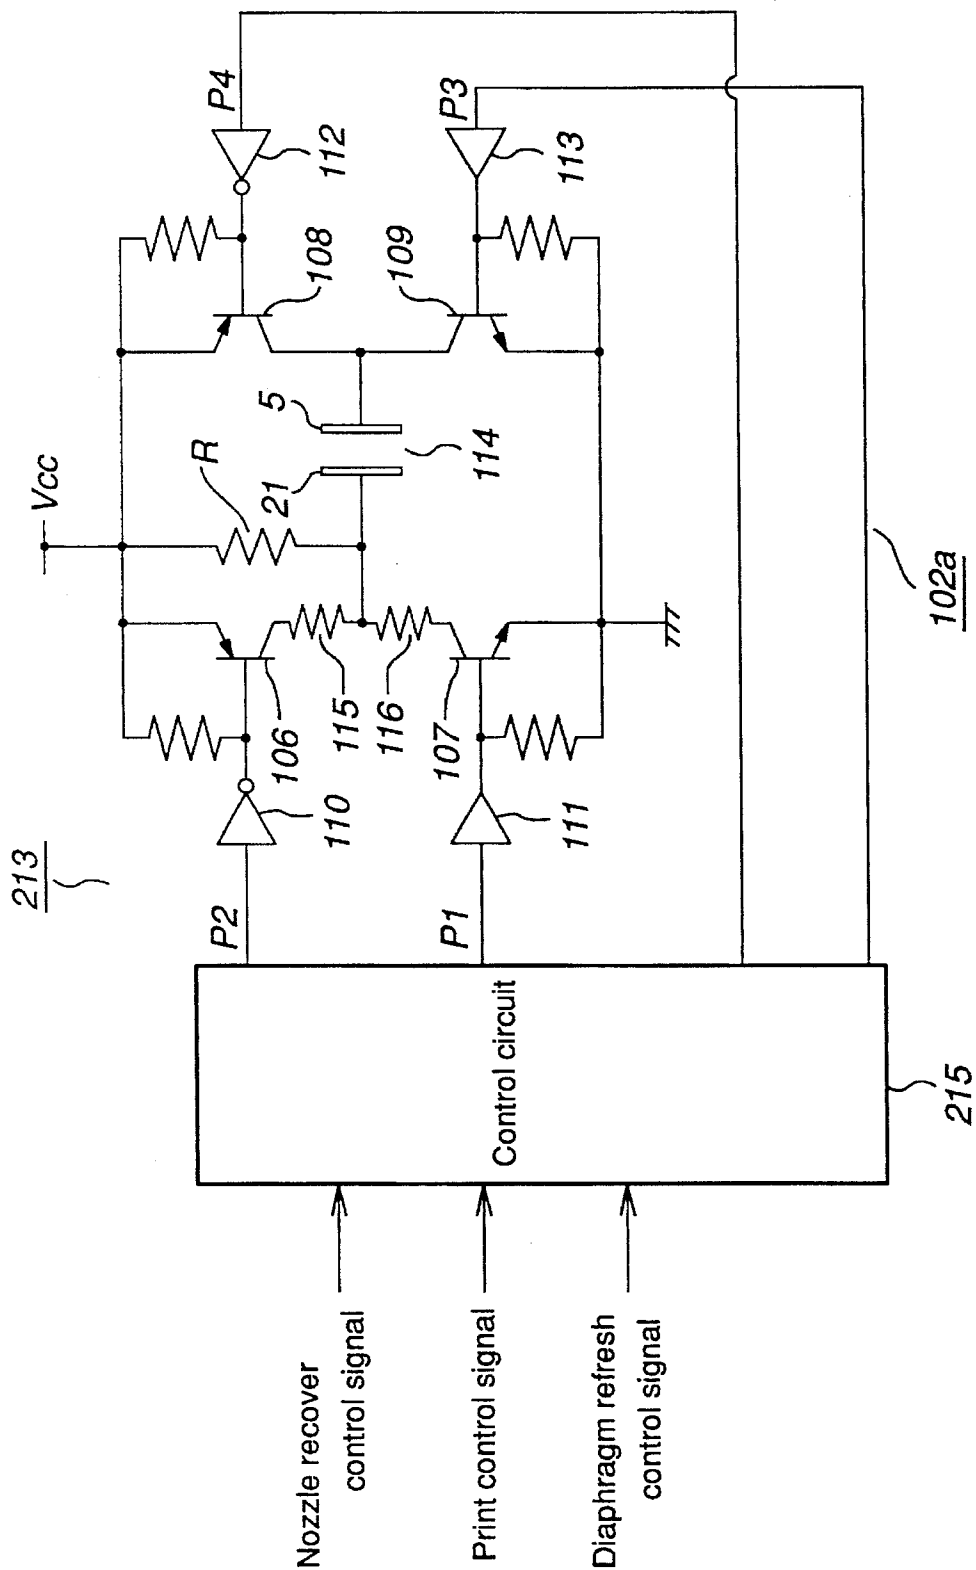 213
Vcc
P2
110
106
115
R
21
5
114
108
112
P4
P1
111
107
116
109
113
P3
Nozzle recover
control signal
Print control signal
Diaphragm refresh
control signal
Control circuit
215
102a